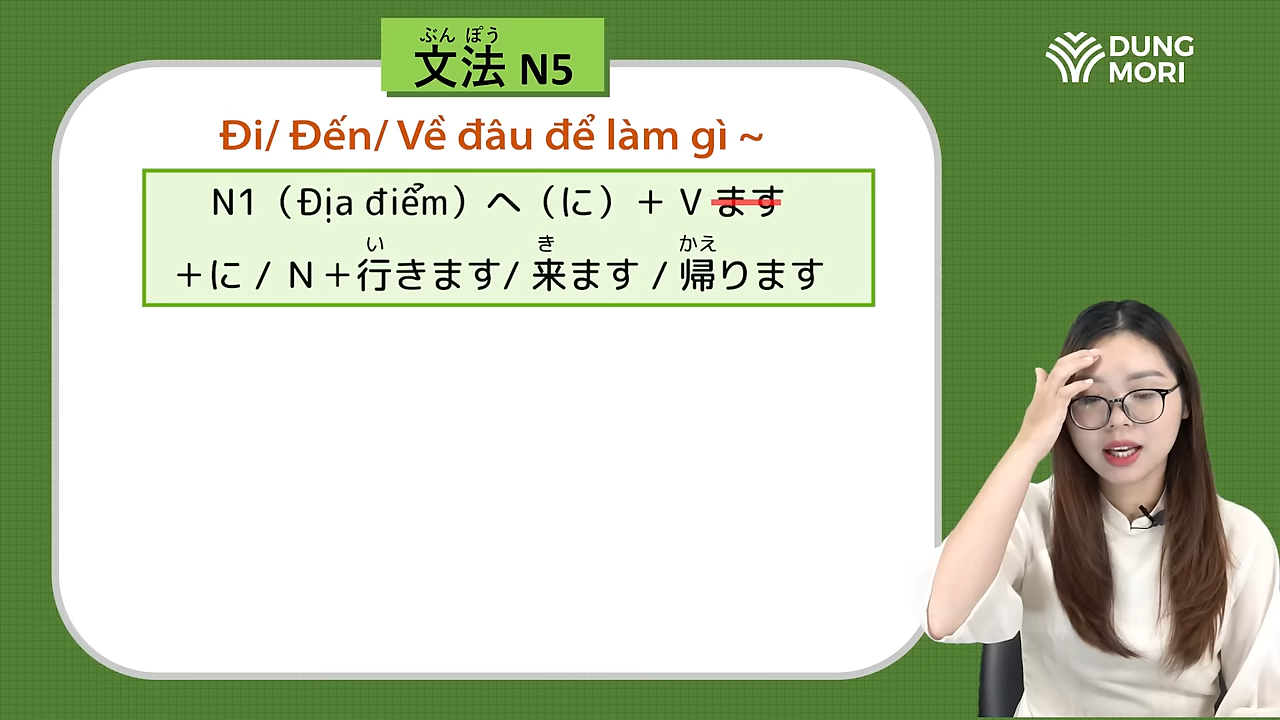 ぶん ぽう
文法 N5
DUNG
MORI
Đi/ Đến/ Về đâu để làm gì ~
N1（Địa điểm）へ（に）＋ V ます
い き かえ
＋に / N＋行きます/ 来ます / 帰ります